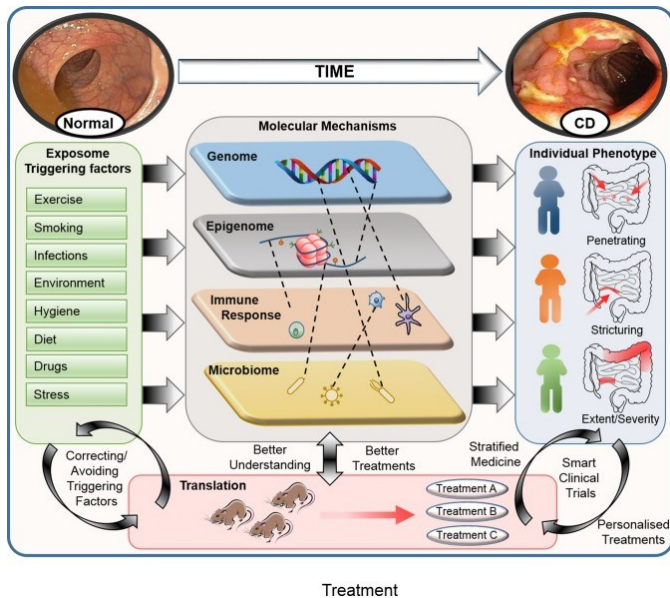 TIME
Normal
CD
Exposome
Triggering factors
Exercise
Smoking
Infections
Environment
Hygiene
Diet
Drugs
Stress
Molecular Mechanisms
Genome
Epigenome
Immune
Response
Microbiome
Individual Phenotype
Penetrating
Stricturing
Extent/Severity
Correcting/
Avoiding
Triggering
Factors
Better
Understanding
Better
Treatments
Stratified
Medicine
Smart
Clinical
Trials
Personalised
Treatments
Translation
Treatment A
Treatment B
Treatment C
Treatment